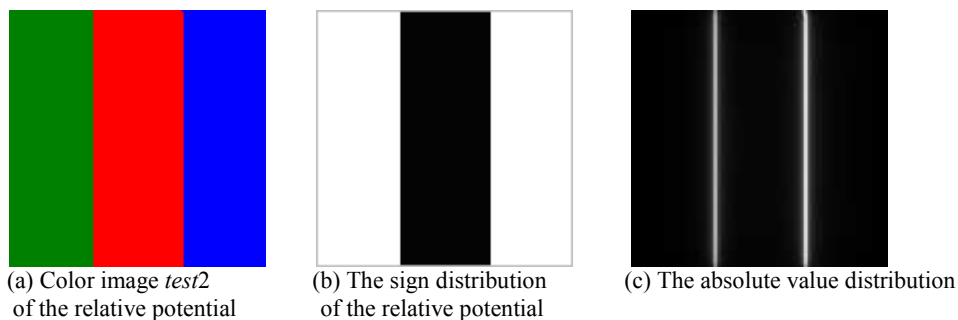 (a) Color image test2
of the relative potential
(b) The sign distribution
of the relative potential
(c) The absolute value distribution